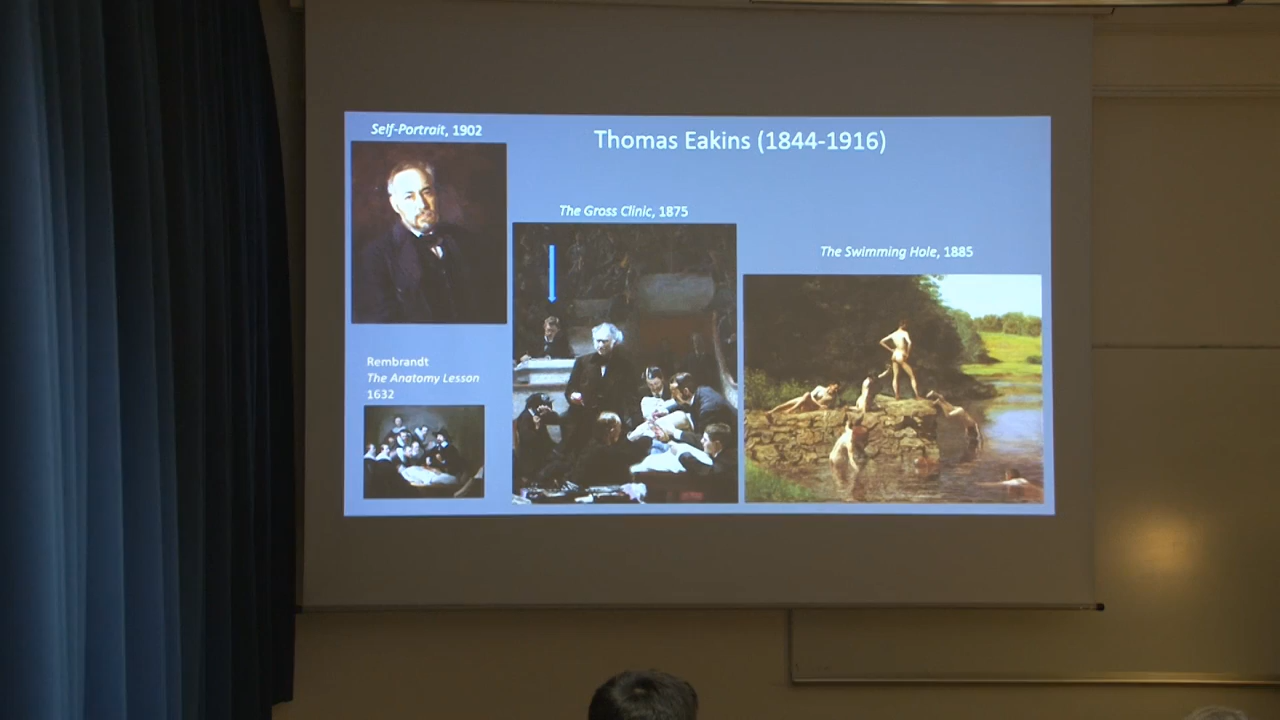 Self-Portrait, 1902
Thomas Eakins (1844-1916)
The Gross Clinic, 1875
The Swimming Hole, 1885
Rembrandt
The Anatomy Lesson
1632